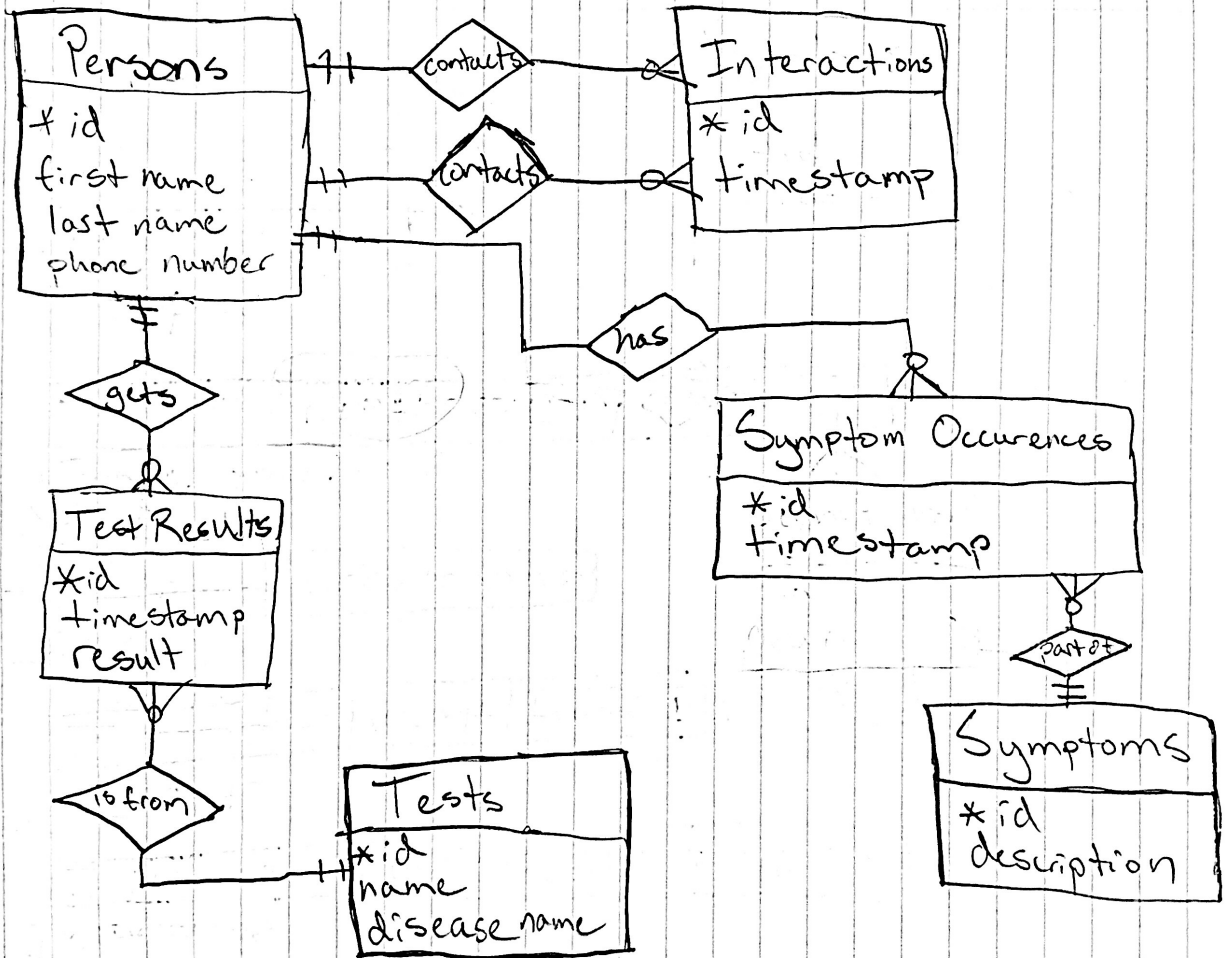 Persons
* id
first name
last name
phone number
contacts
contacts
Interactions
* id
timestamp
has
gets
Symptom Occurences
* id
timestamp
Test Results
* id
timestamp
result
part of
Symptoms
* id
description
is from
Tests
* id
name
disease name